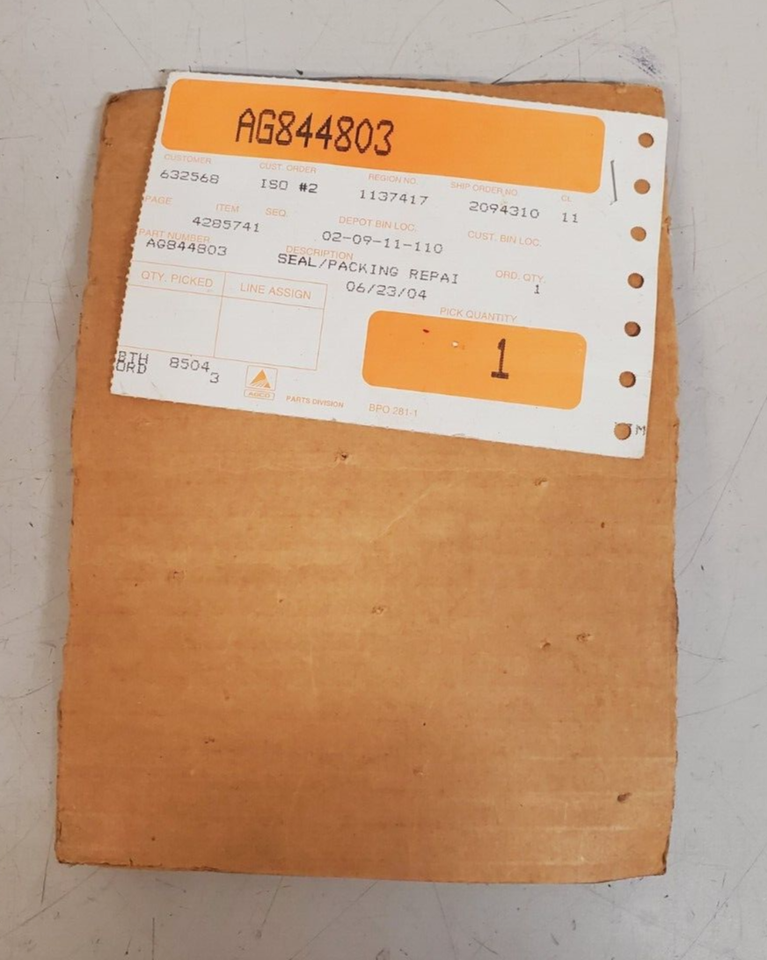 AG844803
CUSTOMER CUST. ORDER REGION NO. SHIP ORDER NO. CL
632568 ISO #2 1137417 2094310 11
PAGE ITEM SEQ. DEPOT BIN LOC. CUST. BIN LOC.
4285741 02-09-11-110
PART NUMBER DESCRIPTION ORD. QTY.
AG844803 SEAL/PACKING REPAI 1
06/23/04
QTY. PICKED LINE ASSIGN PICK QUANTITY
1
BTH 8504
ORD 3
AGCO PARTS DIVISION BPO 281-1